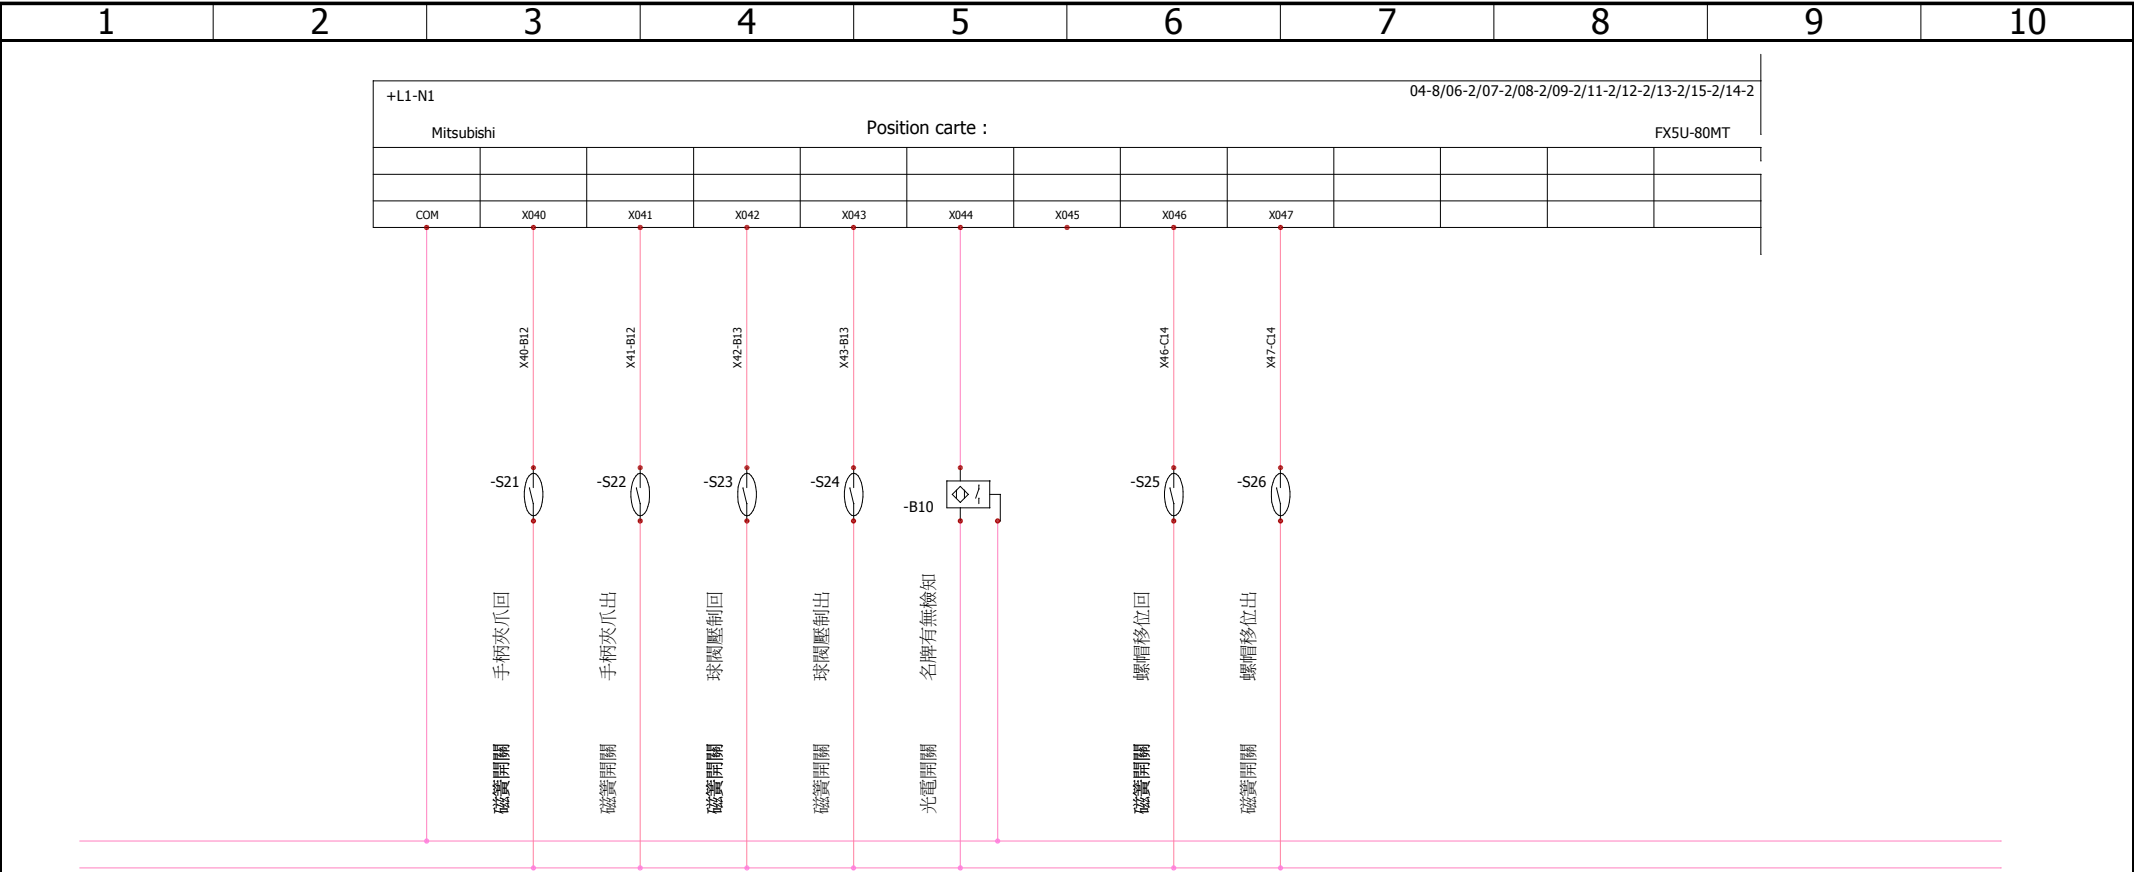 1 2 3 4 5 6 7 8 9 10
+L1-N1 04-8/06-2/07-2/08-2/09-2/11-2/12-2/13-2/15-2/14-2
Mitsubishi Position carte : FX5U-80MT
COM X040 X041 X042 X043 X044 X045 X046 X047
X40-B12
X41-B12
X42-B13
X43-B13
X46-C14
X47-C14
-S21
-S22
-S23
-S24
-B10
-S25
-S26
手柄夾爪回
手柄夾爪出
球閥壓制回
球閥壓制出
名牌有無檢知
螺帽移位回
螺帽移位出
磁簧開關
磁簧開關
磁簧開關
磁簧開關
光電開關
磁簧開關
磁簧開關